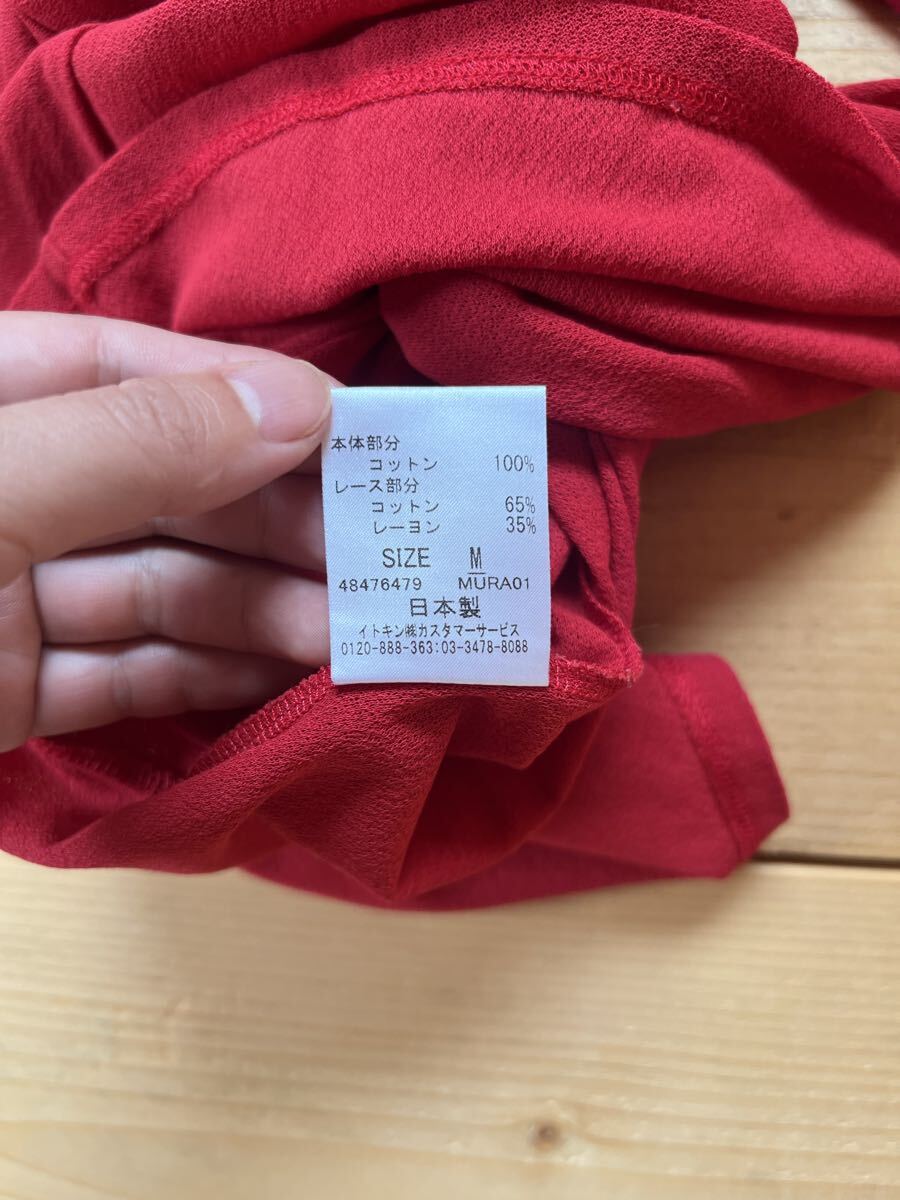 本体部分
コットン 100%
レース部分
コットン 65%
レーヨン 35%
SIZE M
48476479 MURA01
日本製
イトキン㈱カスタマーサービス
0120-888-363:03-3478-8088